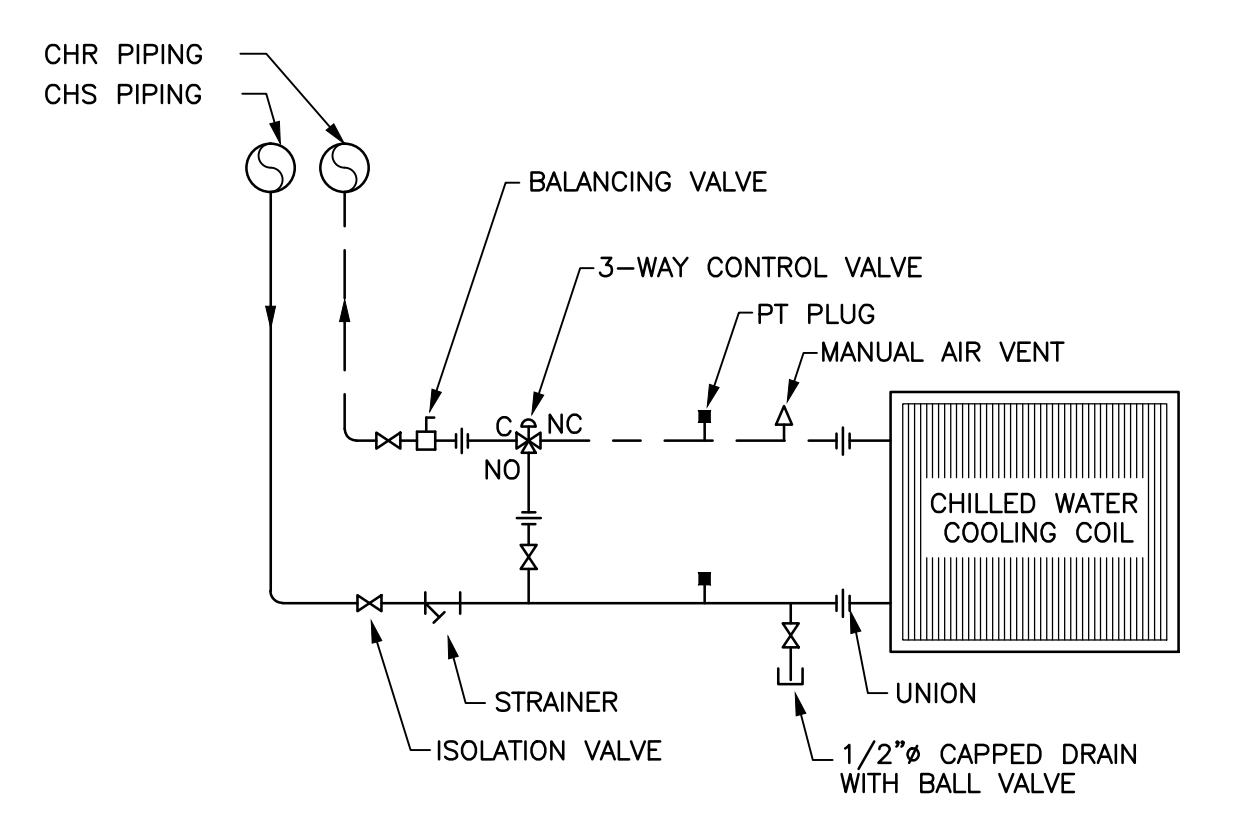 CHR PIPING
CHS PIPING
BALANCING VALVE
3-WAY CONTROL VALVE
PT PLUG
MANUAL AIR VENT
C
NC
NO
CHILLED WATER
COOLING COIL
UNION
STRAINER
ISOLATION VALVE
1/2"ø CAPPED DRAIN
WITH BALL VALVE